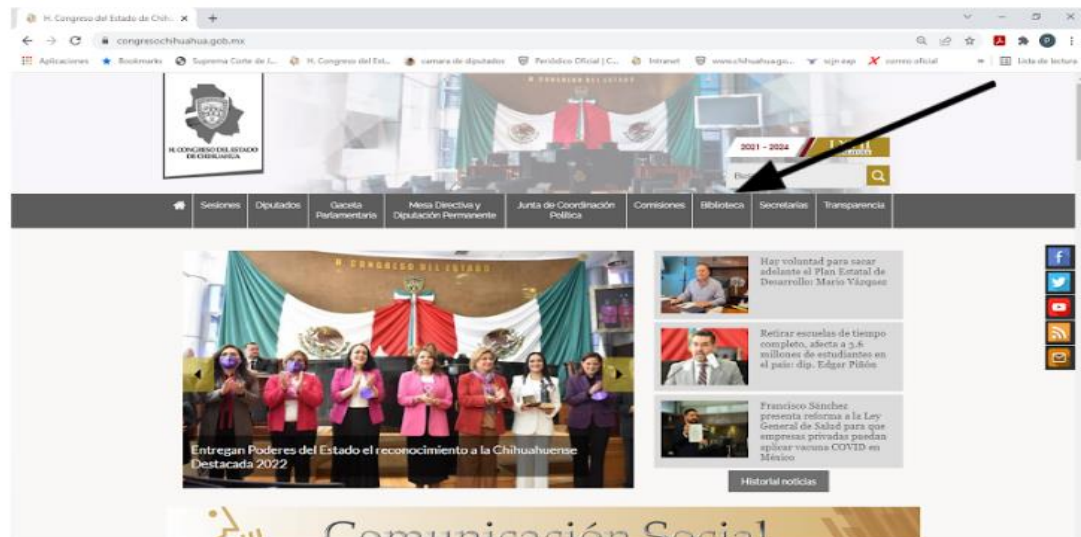 H. Congreso del Estado de Chih.
congresochihuahua.gob.mx
Aplicaciones
Bookmarks
Suprema Corte de J...
H. Congreso del Est...
camara de diputados
Periódico Oficial | C...
Intranet
www.chihuahua.go...
scjn exp
correo oficial
Lista de lectura
H. CONGRESO DEL ESTADO
DE CHIHUAHUA
H CONGRESO DEL ESTADO
2021 - 2024
Sesiones
Diputados
Gaceta
Parlamentaria
Mesa Directiva y
Diputación Permanente
Junta de Coordinación
Política
Comisiones
Biblioteca
Secretarías
Transparencia
H CONGRESO DEL ESTADO
Entregan Poderes del Estado el reconocimiento a la Chihuahuense
Destacada 2022
Hay voluntad para sacar
adelante el Plan Estatal de
Desarrollo: Mario Vázquez
Retirar escuelas de tiempo
completo, afecta a 3.6
millones de estudiantes en
el país: dip. Edgar Piñón
Francisco Sánchez
presenta reforma a la Ley
General de Salud para que
empresas privadas puedan
aplicar vacuna COVID en
México
Historial noticias
Comunicación Social